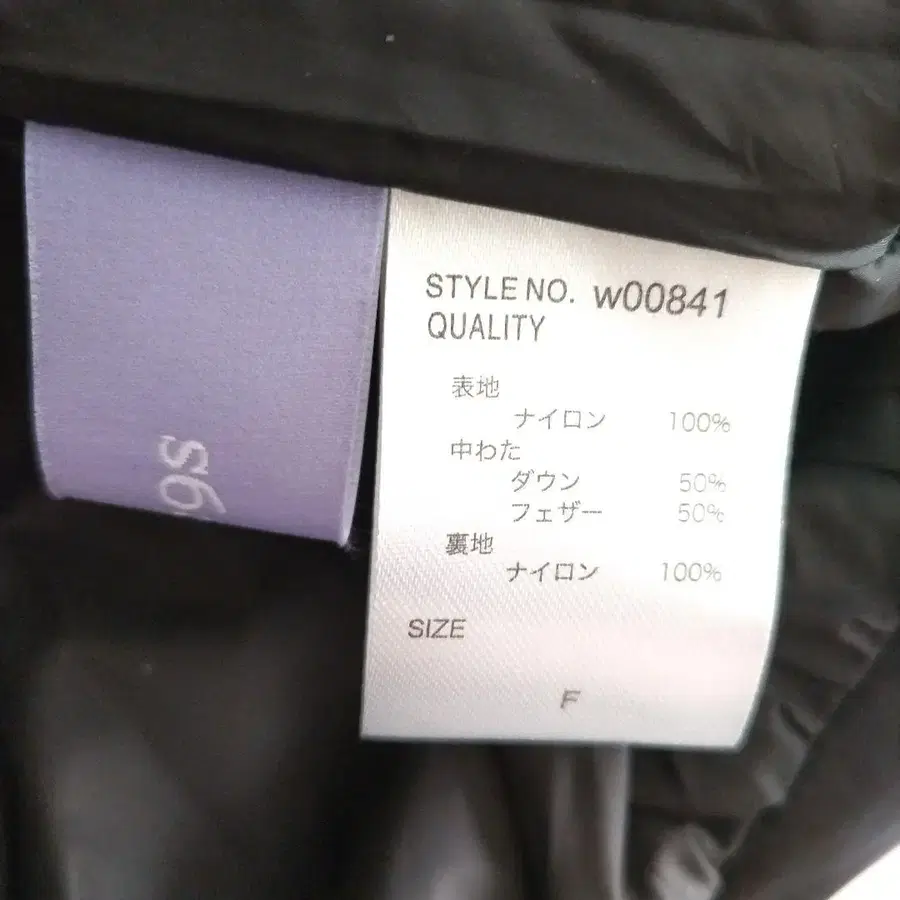 STYLE NO. w00841
QUALITY
表地
ナイロン 100%
中わた
ダウン 50%
フェザー 50%
裏地
ナイロン 100%
SIZE
F